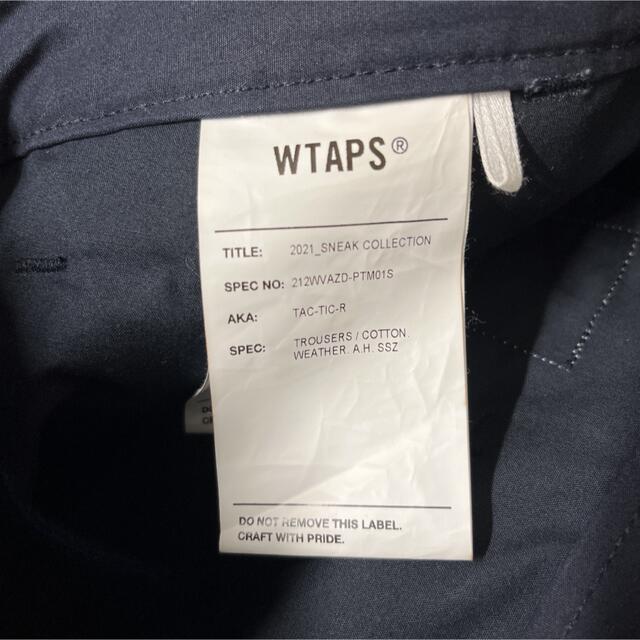 WTAPS®
TITLE: 2021_SNEAK COLLECTION
SPEC NO: 212WVAZD-PTM01S
AKA: TAC-TIC-R
SPEC: TROUSERS / COTTON.
WEATHER. A.H. SSZ
DO NOT REMOVE THIS LABEL.
CRAFT WITH PRIDE.